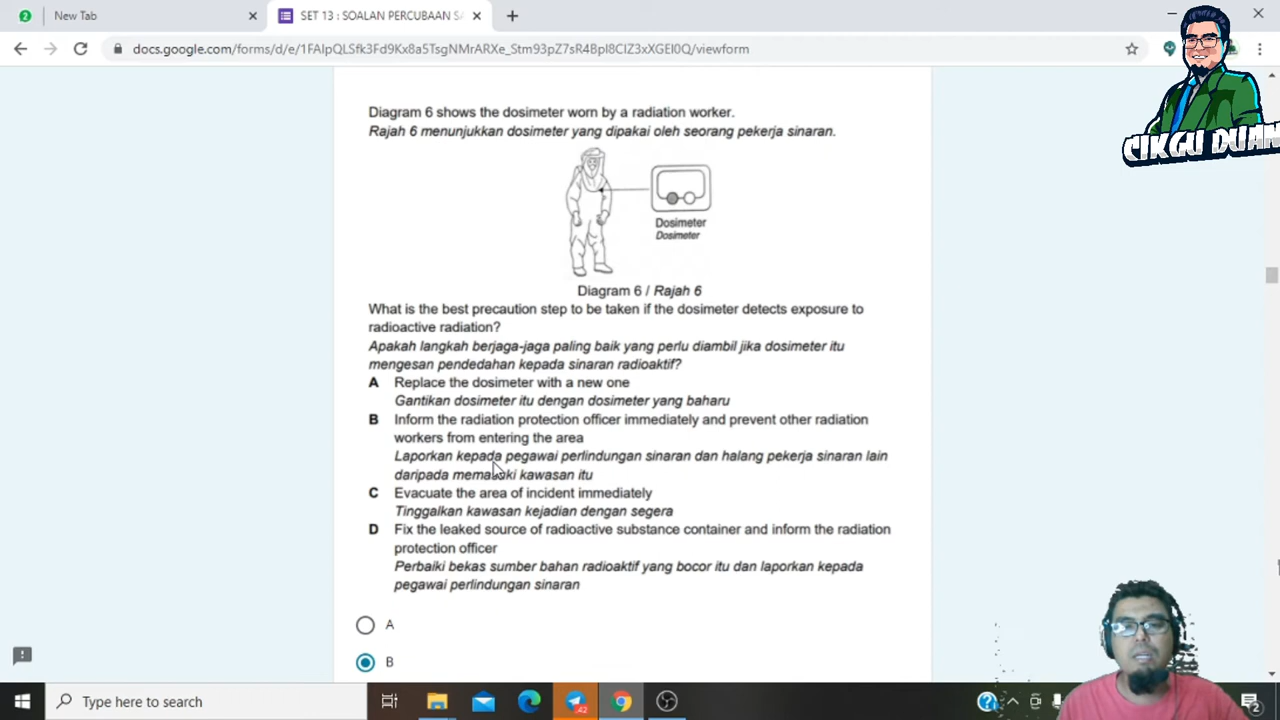 2
New Tab
SET 13 : SOALAN PERCUBAAN SA
docs.google.com/forms/d/e/1FAIpQLSfk3Fd9Kx8a5TsgNMrARXe_Stm93pZ7sR4BpI8CIZ3xXGEI0Q/viewform
CIKGU DUAN
Diagram 6 shows the dosimeter worn by a radiation worker.
Rajah 6 menunjukkan dosimeter yang dipakai oleh seorang pekerja sinaran.
Dosimeter
Dosimeter
Diagram 6 / Rajah 6
What is the best precaution step to be taken if the dosimeter detects exposure to
radioactive radiation?
Apakah langkah berjaga-jaga paling baik yang perlu diambil jika dosimeter itu
mengesan pendedahan kepada sinaran radioaktif?
A Replace the dosimeter with a new one
Gantikan dosimeter itu dengan dosimeter yang baharu
B Inform the radiation protection officer immediately and prevent other radiation
workers from entering the area
Laporkan kepada pegawai perlindungan sinaran dan halang pekerja sinaran lain
daripada memasuki kawasan itu
C Evacuate the area of incident immediately
Tinggalkan kawasan kejadian dengan segera
D Fix the leaked source of radioactive substance container and inform the radiation
protection officer
Perbaiki bekas sumber bahan radioaktif yang bocor itu dan laporkan kepada
pegawai perlindungan sinaran
A
B
Type here to search
42
2